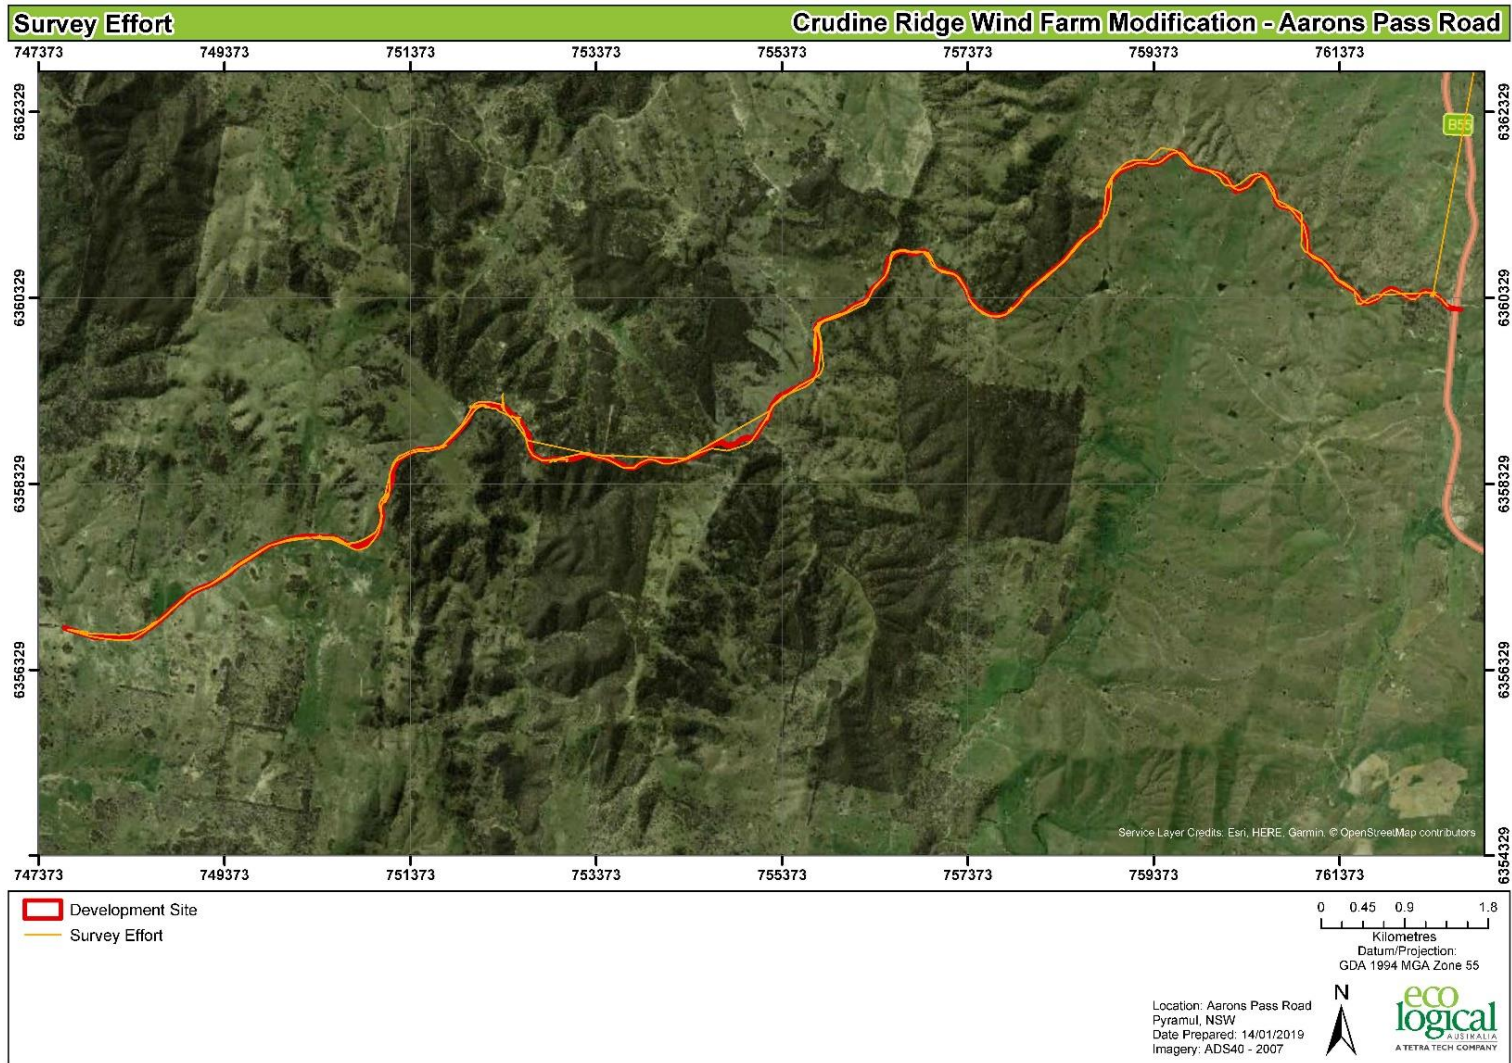 Survey Effort
Crudine Ridge Wind Farm Modification - Aarons Pass Road
747373 749373 751373 753373 755373 757373 759373 761373
6362329 6362329
B55
6360329 6360329
6358329 6358329
6356329 6356329
Service Layer Credits: Esri, HERE, Garmin, © OpenStreetMap contributors
6354329
747373 749373 751373 753373 755373 757373 759373 761373
Development Site
Survey Effort
0 0.45 0.9 1.8
Kilometres
Datum/Projection:
GDA 1994 MGA Zone 55
Location: Aarons Pass Road
Pyramul, NSW
Date Prepared: 14/01/2019
Imagery: ADS40 - 2007
N
eco
logical
AUSTRALIA
A TETRA TECH COMPANY